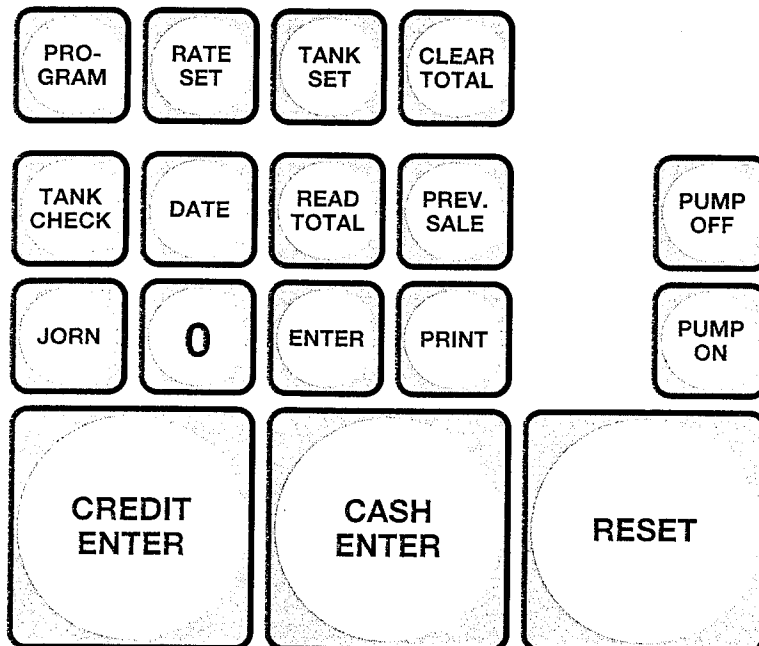 PRO-
GRAM
RATE
SET
TANK
SET
CLEAR
TOTAL
TANK
CHECK
DATE
READ
TOTAL
PREV.
SALE
PUMP
OFF
JORN
0
ENTER
PRINT
PUMP
ON
CREDIT
ENTER
CASH
ENTER
RESET